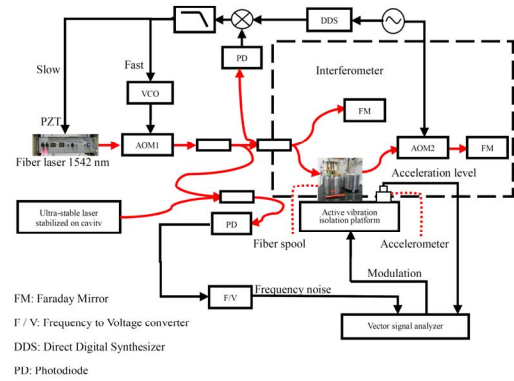 DDS
PD
Interferometer
Slow
Fast
VCO
FM
PZT
AOM1
AOM2
FM
Fiber laser 1542 nm
Acceleration level
Ultra-stable laser
stabilized on cavity
PD
Active vibration
isolation platform
Fiber spool
Accelerometer
Modulation
F/V
Frequency noise
Vector signal analyzer
FM: Faraday Mirror
F / V: Frequency to Voltage converter
DDS: Direct Digital Synthesizer
PD: Photodiode